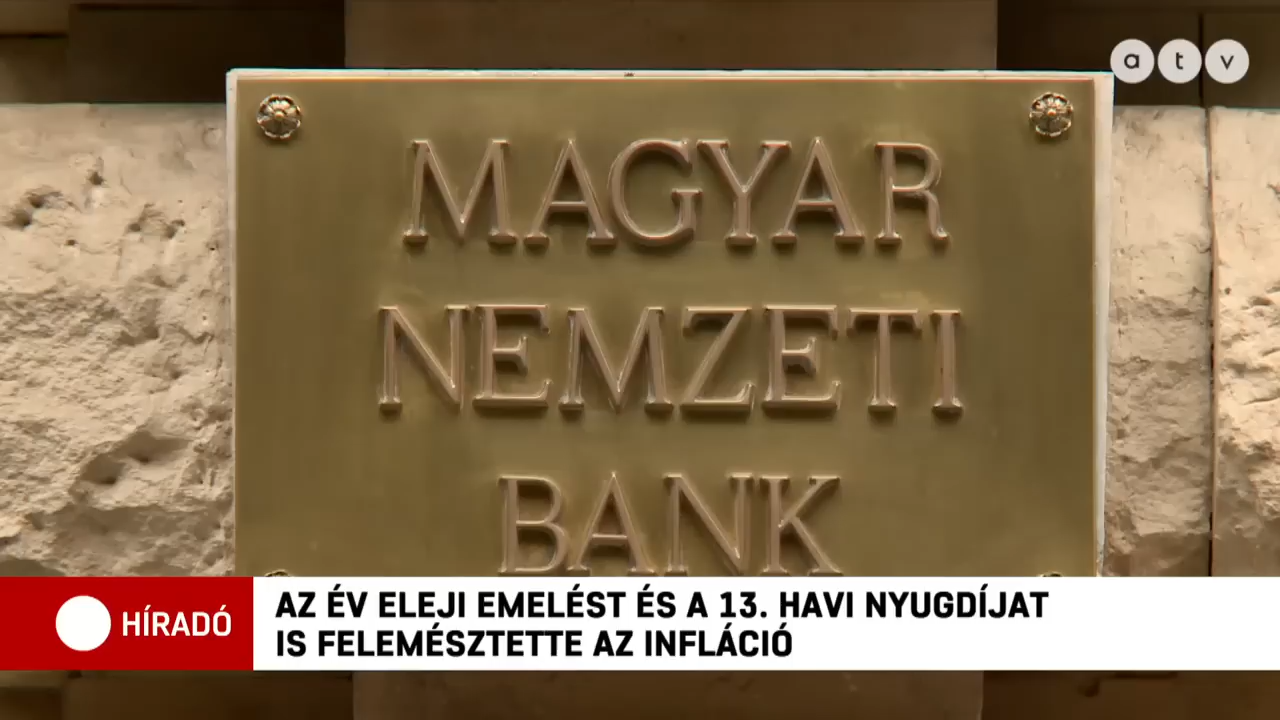 atv
MAGYAR
NEMZETI
BANK
HÍRADÓ
AZ ÉV ELEJI EMELÉST ÉS A 13. HAVI NYUGDÍJAT
IS FELEMÉSZTETTE AZ INFLÁCIÓ